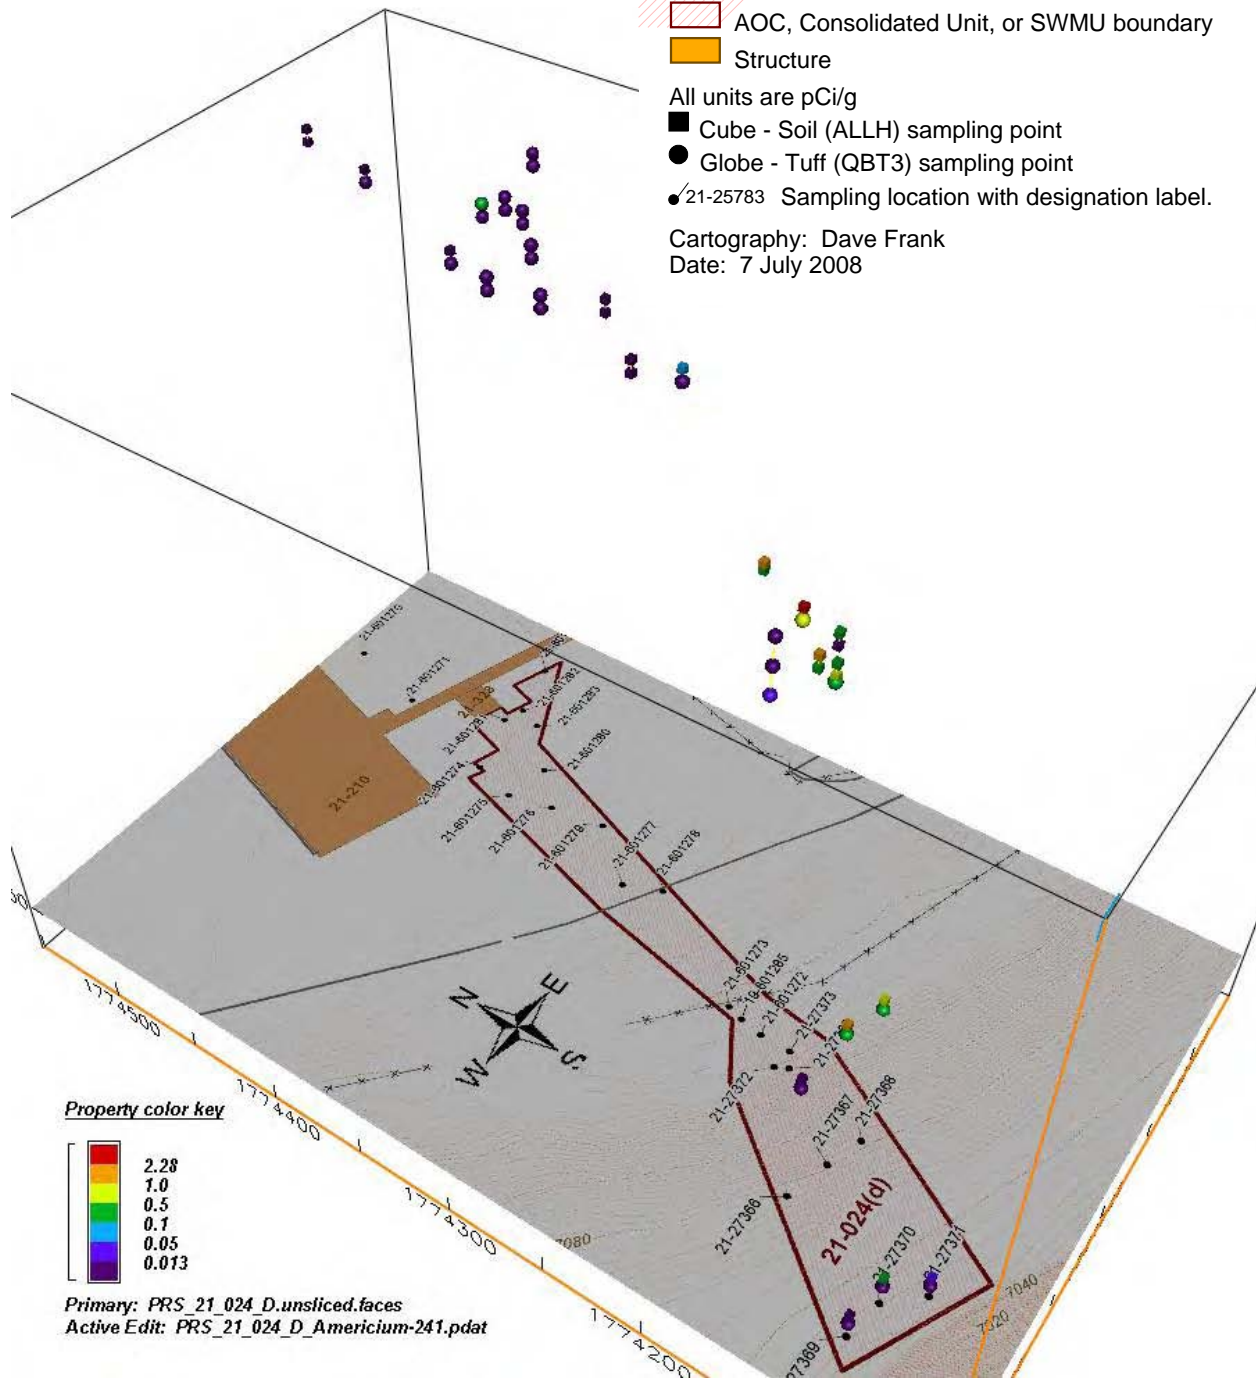 AOC, Consolidated Unit, or SWMU boundary
Structure
All units are pCi/g
Cube - Soil (ALLH) sampling point
Globe - Tuff (QBT3) sampling point
21-25783 Sampling location with designation label.
Cartography: Dave Frank
Date: 7 July 2008
21-601270
21-601271
21-328
21-601282
21-601283
21-601280
21-601274
21-210
21-601275
21-601276
21-601279
21-601277
21-601278
21-601273
21-601272
21-27373
21-27372
21-27367
21-27368
21-27366
21-024(d)
21-27370
21-27371
27369
N
E
W
S
1774500
1774400
1774300
1774200
7080
7040
7020
Property color key
2.28
1.0
0.5
0.1
0.05
0.013
Primary: PRS_21_024_D.unsliced.faces
Active Edit: PRS_21_024_D_Americium-241.pdat